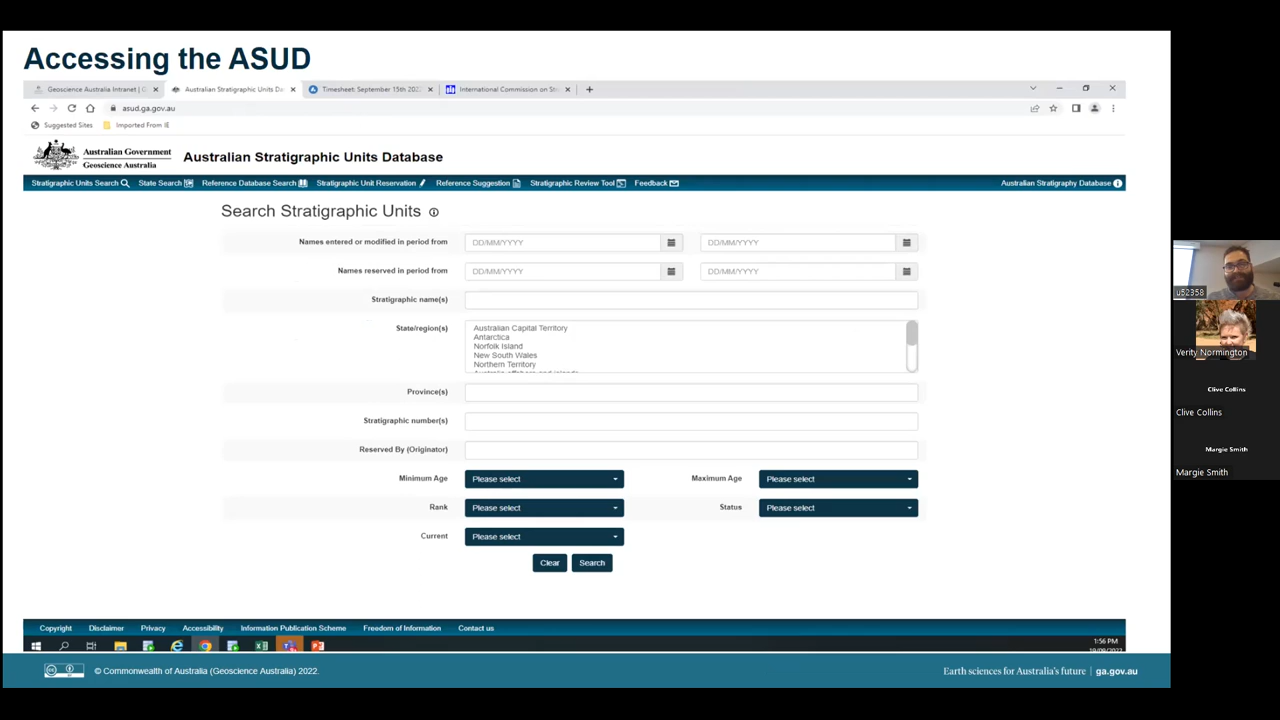 Accessing the ASUD
Geoscience Australia Intranet | G
Australian Stratigraphic Units Da
Timesheet: September 15th 202
International Commission on St
asud.ga.gov.au
Suggested Sites
Imported From IE
Australian Government
Geoscience Australia
Australian Stratigraphic Units Database
Stratigraphic Units Search
State Search
Reference Database Search
Stratigraphic Unit Reservation
Reference Suggestion
Stratigraphic Review Tool
Feedback
Australian Stratigraphy Database
Search Stratigraphic Units
Names entered or modified in period from DD/MM/YYYY DD/MM/YYYY
Names reserved in period from DD/MM/YYYY DD/MM/YYYY
Stratigraphic name(s)
State/region(s)
Australian Capital Territory
Antarctica
Norfolk Island
New South Wales
Northern Territory
Australia offshore and islands
Province(s)
Stratigraphic number(s)
Reserved By (Originator)
Minimum Age Please select Maximum Age Please select
Rank Please select Status Please select
Current Please select
Clear Search
Copyright Disclaimer Privacy Accessibility Information Publication Scheme Freedom of Information Contact us
1:56 PM
© Commonwealth of Australia (Geoscience Australia) 2022.
Earth sciences for Australia's future | ga.gov.au
u52358
Verity Normington
Clive Collins
Clive Collins
Margie Smith
Margie Smith